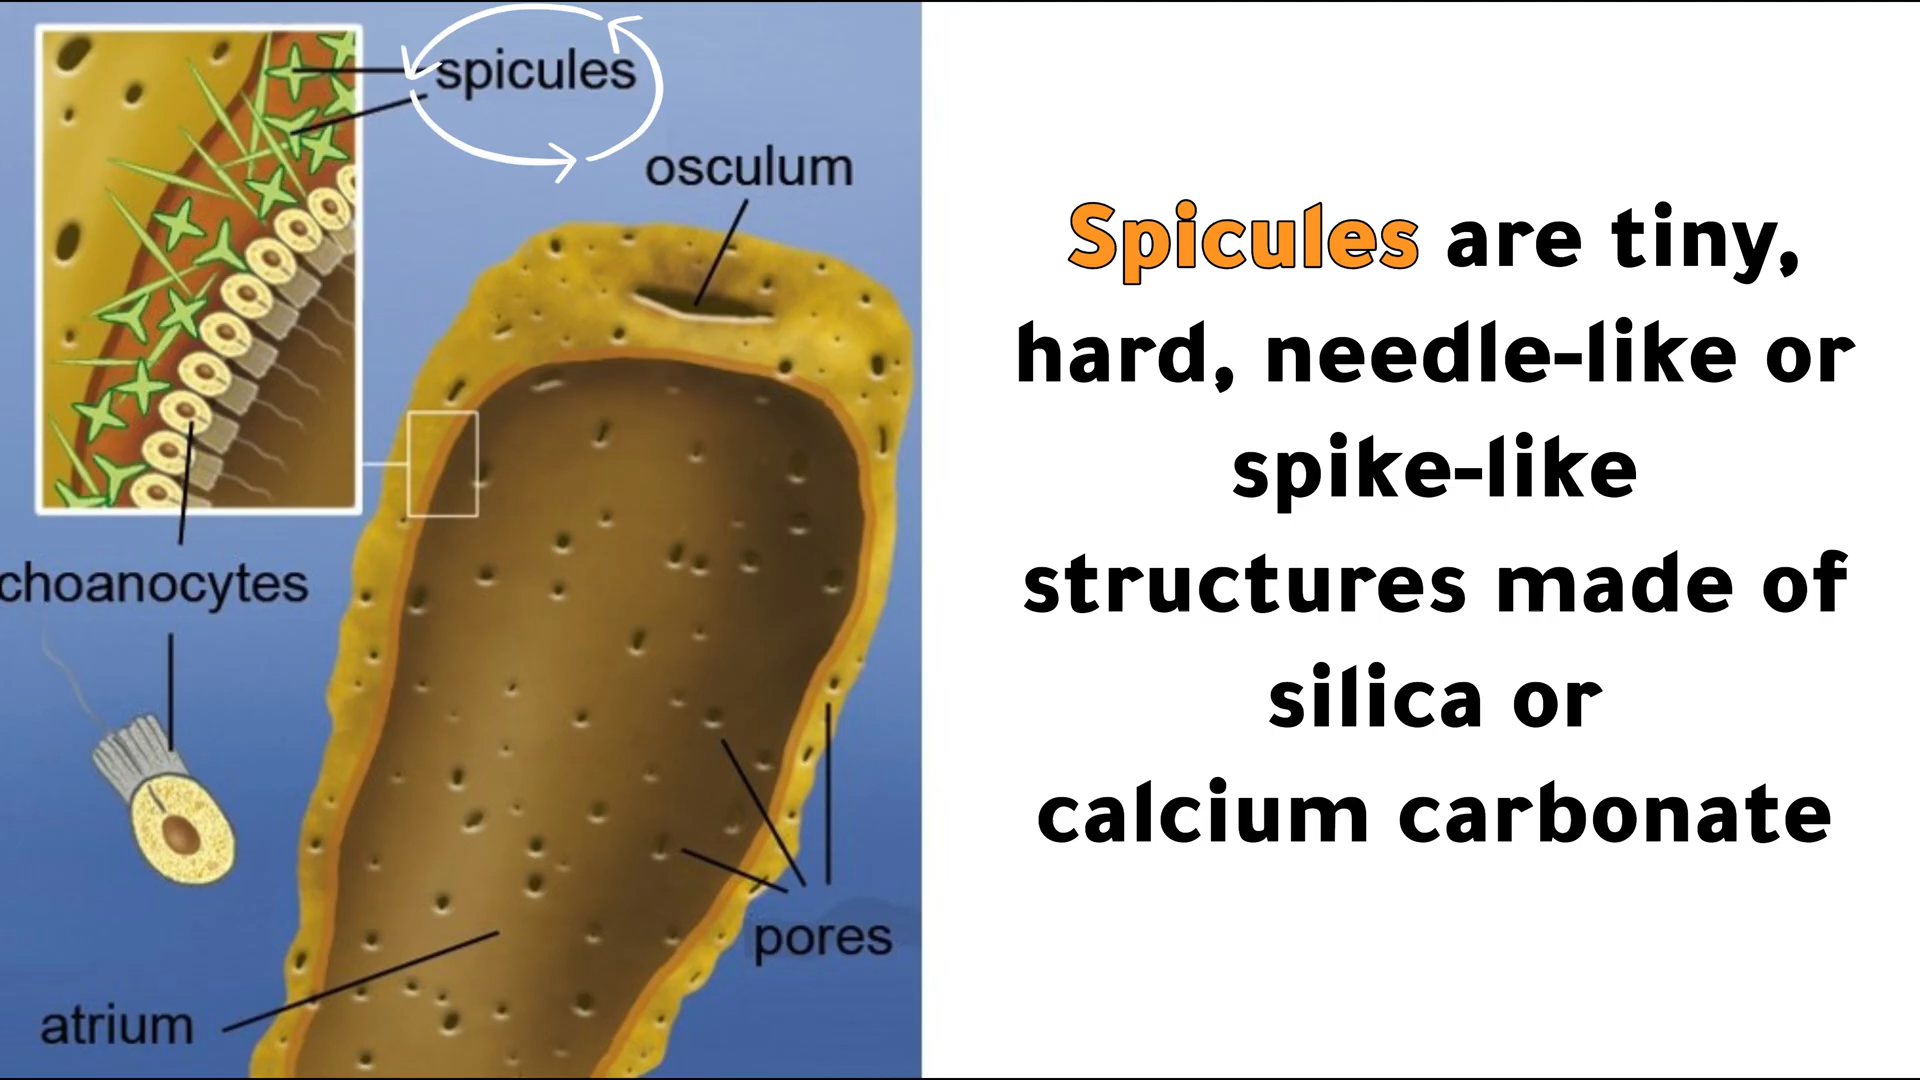 spicules
osculum
choanocytes
pores
atrium
Spicules are tiny,
hard, needle-like or
spike-like
structures made of
silica or
calcium carbonate